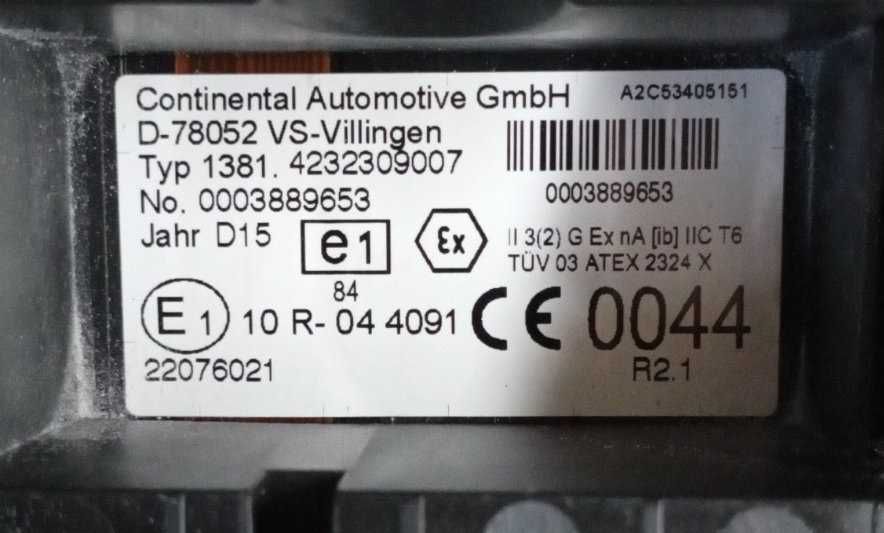 Continental Automotive GmbH A2C53405151
D-78052 VS-Villingen
Typ 1381. 4232309007
No. 0003889653 0003889653
Jahr D15 e1 Ex II 3(2) G Ex nA [ib] IIC T6
TÜV 03 ATEX 2324 X
84
E1 10 R- 04 4091 CE 0044
22076021 R2.1